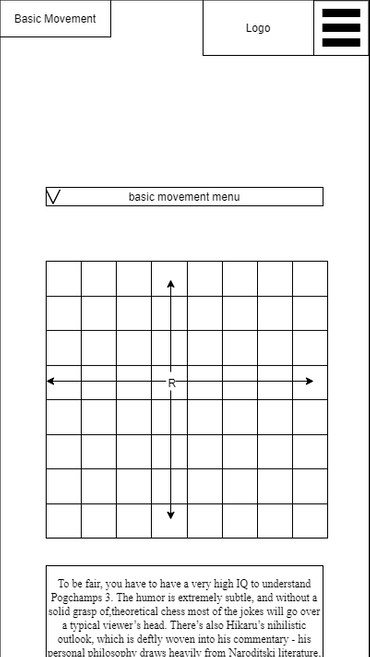 Basic Movement
Logo
basic movement menu
R
To be fair, you have to have a very high IQ to understand
Pogchamps 3. The humor is extremely subtle, and without a
solid grasp of,theoretical chess most of the jokes will go over
a typical viewer's head. There's also Hikaru's nihilistic
outlook, which is deftly woven into his commentary - his
personal philosophy draws heavily from Naroditski literature.